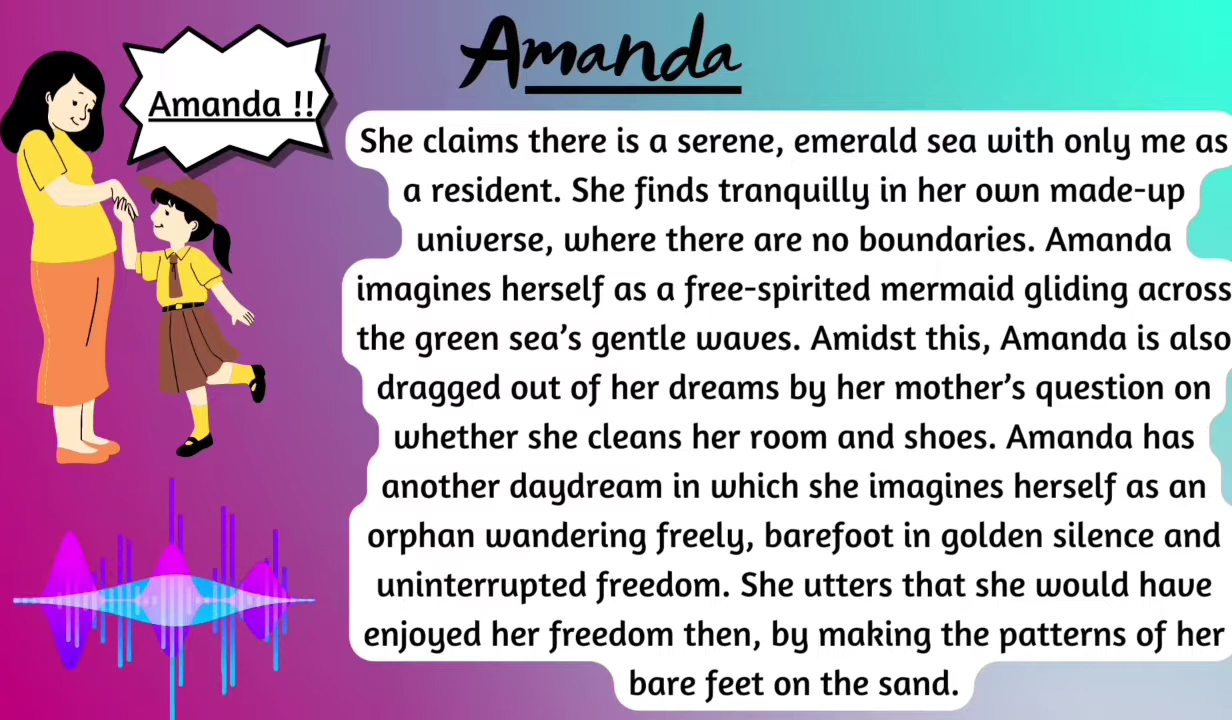 Amanda
Amanda !!
She claims there is a serene, emerald sea with only me as
a resident. She finds tranquilly in her own made-up
universe, where there are no boundaries. Amanda
imagines herself as a free-spirited mermaid gliding across
the green sea's gentle waves. Amidst this, Amanda is also
dragged out of her dreams by her mother's question on
whether she cleans her room and shoes. Amanda has
another daydream in which she imagines herself as an
orphan wandering freely, barefoot in golden silence and
uninterrupted freedom. She utters that she would have
enjoyed her freedom then, by making the patterns of her
bare feet on the sand.